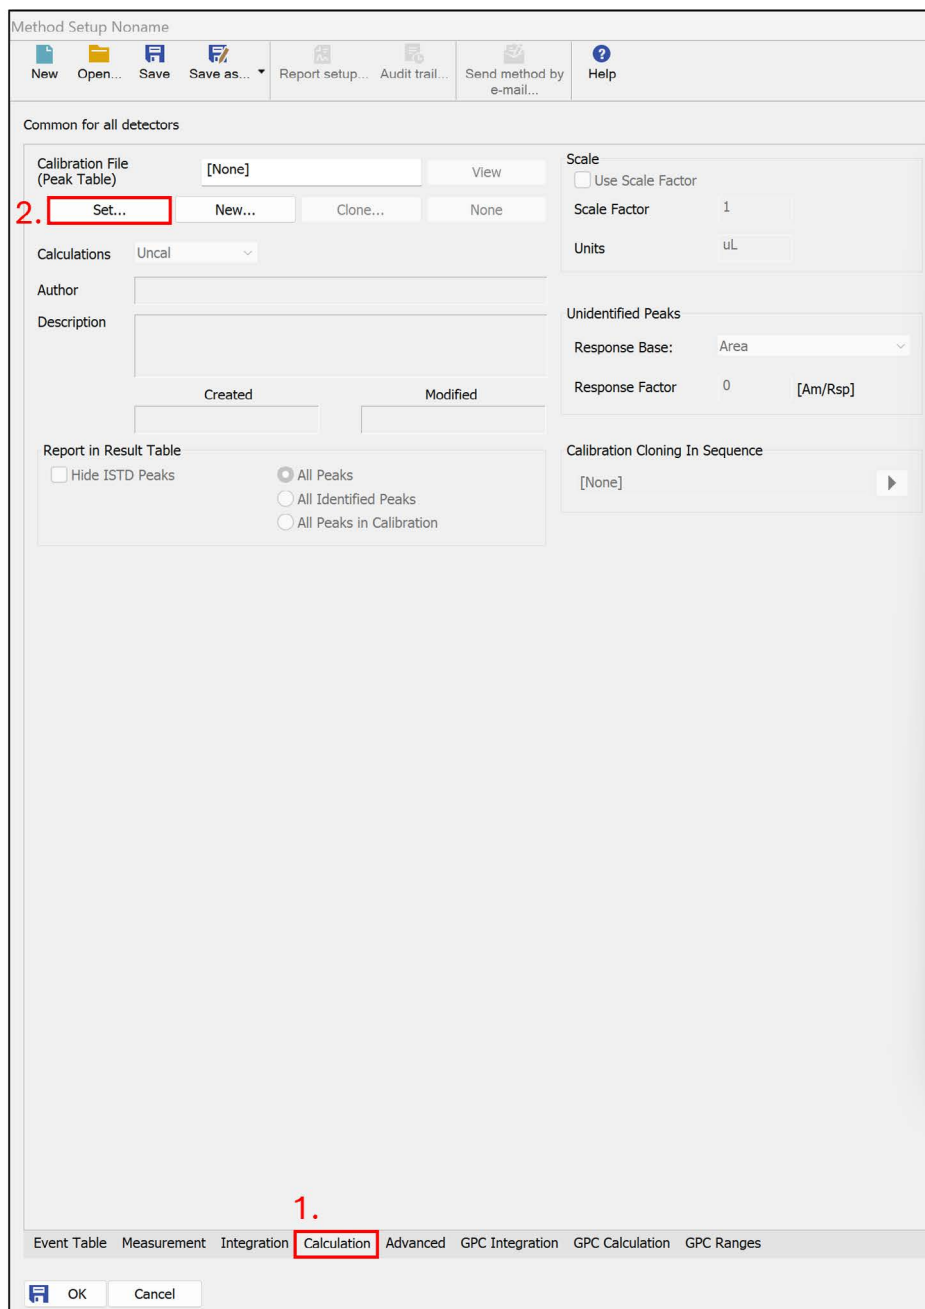 Method Setup Noname
New Open... Save Save as... Report setup... Audit trail... Send method by e-mail... Help
Common for all detectors
Calibration File
(Peak Table)
[None]
View
2.
Set...
New...
Clone...
None
Calculations
Uncal
Author
Description
Created
Modified
Report in Result Table
Hide ISTD Peaks
All Peaks
All Identified Peaks
All Peaks in Calibration
Scale
Use Scale Factor
Scale Factor
1
Units
uL
Unidentified Peaks
Response Base:
Area
Response Factor
0
[Am/Rsp]
Calibration Cloning In Sequence
[None]
1.
Event Table Measurement Integration Calculation Advanced GPC Integration GPC Calculation GPC Ranges
OK
Cancel